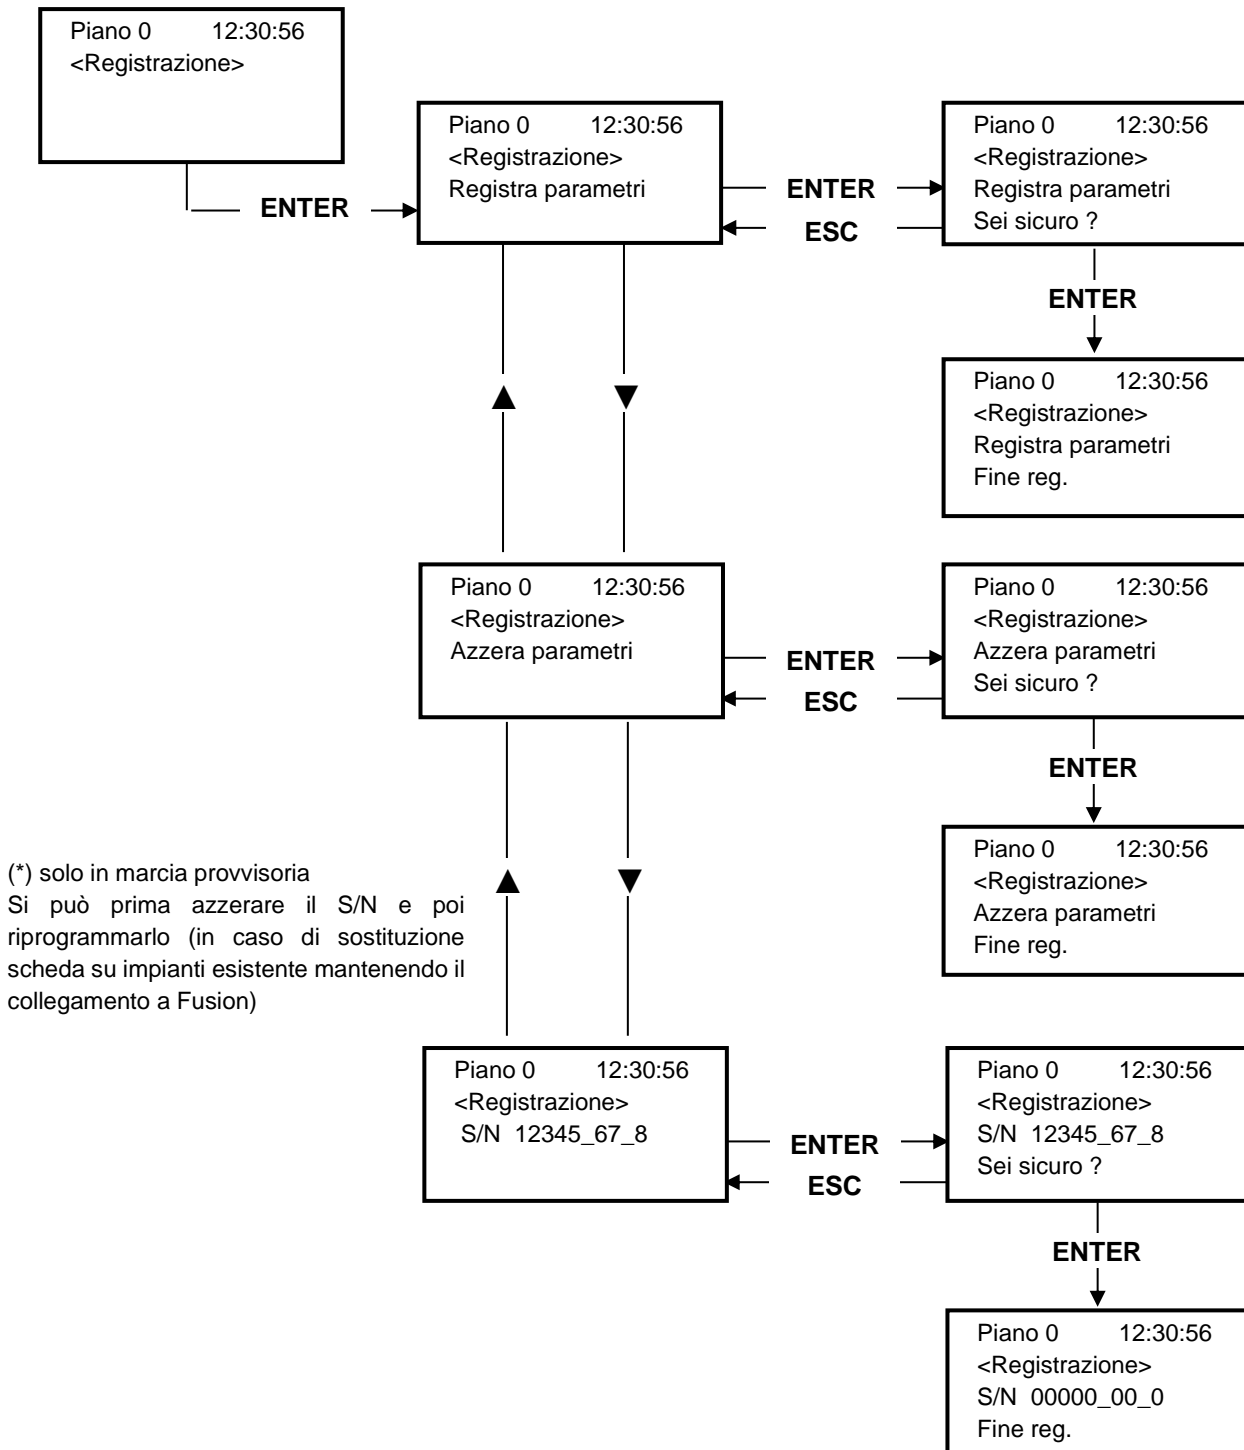 Piano 0 12:30:56
<Registrazione>
ENTER
Piano 0 12:30:56
<Registrazione>
Registra parametri
ENTER
ESC
Piano 0 12:30:56
<Registrazione>
Registra parametri
Sei sicuro ?
ENTER
Piano 0 12:30:56
<Registrazione>
Registra parametri
Fine reg.
▲ ▼
Piano 0 12:30:56
<Registrazione>
Azzera parametri
ENTER
ESC
Piano 0 12:30:56
<Registrazione>
Azzera parametri
Sei sicuro ?
ENTER
Piano 0 12:30:56
<Registrazione>
Azzera parametri
Fine reg.
(*) solo in marcia provvisoria
Si può prima azzerare il S/N e poi
riprogrammarlo (in caso di sostituzione
scheda su impianti esistente mantenendo il
collegamento a Fusion)
▲ ▼
Piano 0 12:30:56
<Registrazione>
S/N 12345_67_8
ENTER
ESC
Piano 0 12:30:56
<Registrazione>
S/N 12345_67_8
Sei sicuro ?
ENTER
Piano 0 12:30:56
<Registrazione>
S/N 00000_00_0
Fine reg.